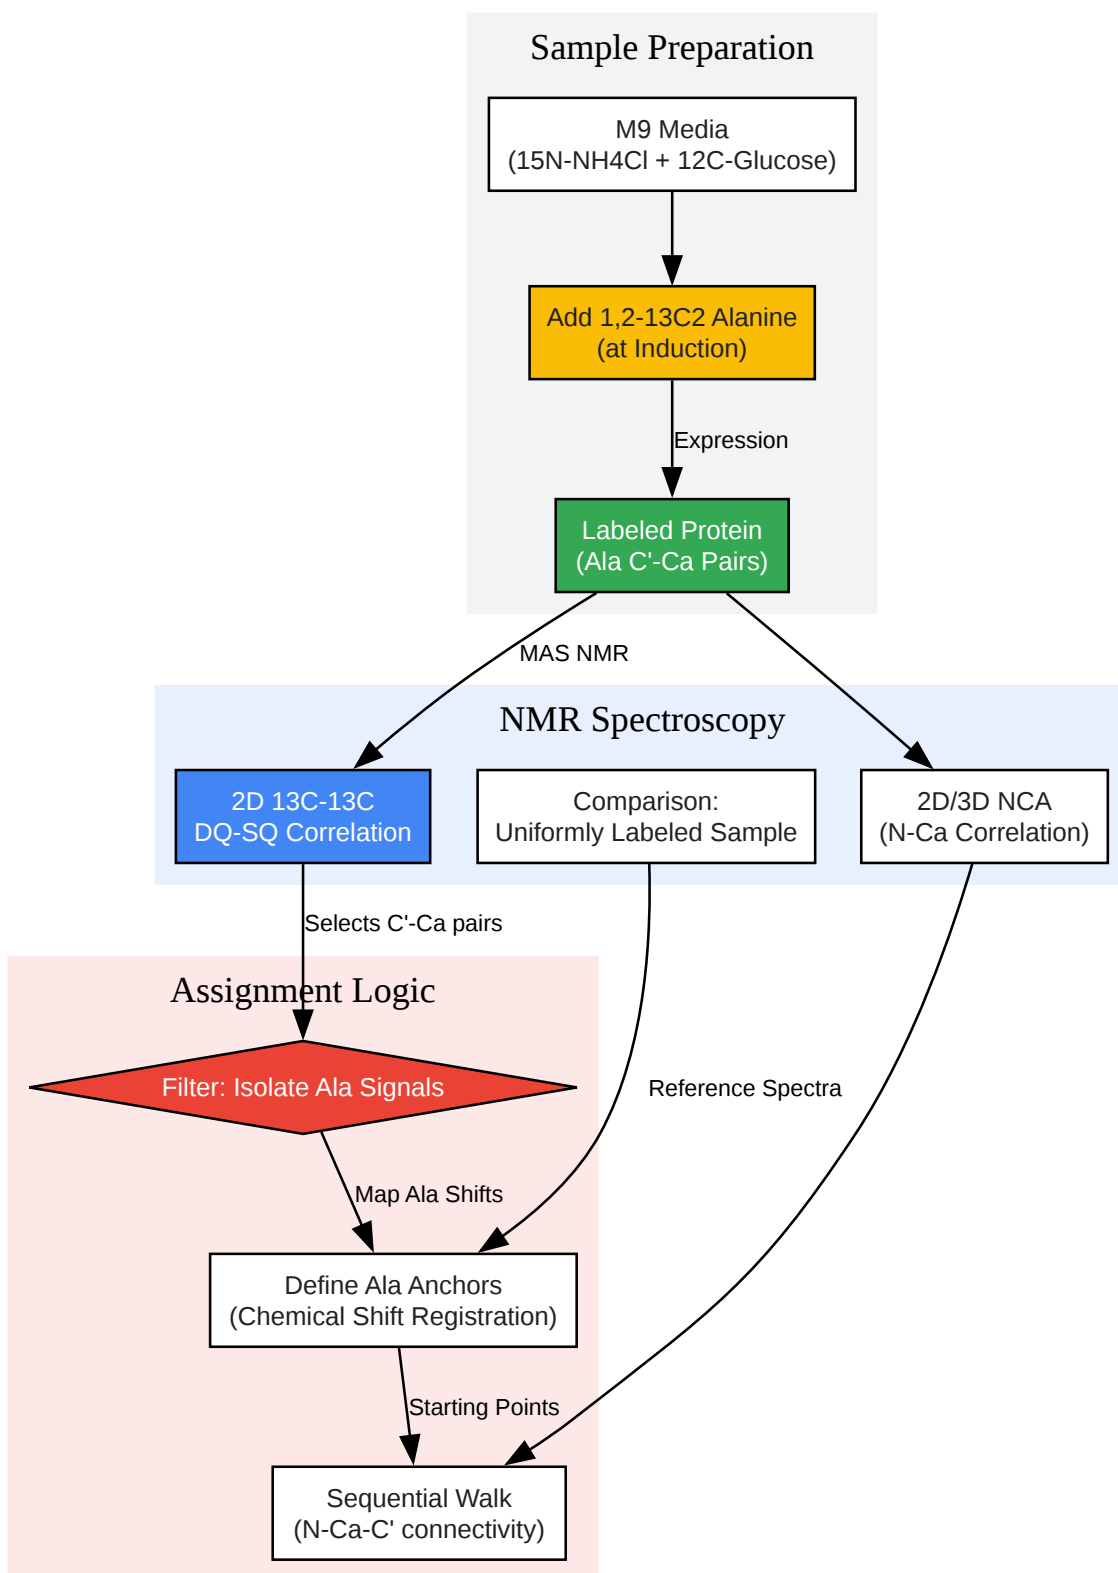 Sample Preparation
M9 Media
(15N-NH4Cl + 12C-Glucose)
Add 1,2-13C2 Alanine
(at Induction)
Expression
Labeled Protein
(Ala C'-Ca Pairs)
MAS NMR
NMR Spectroscopy
2D 13C-13C
DQ-SQ Correlation
Comparison:
Uniformly Labeled Sample
2D/3D NCA
(N-Ca Correlation)
Selects C'-Ca pairs
Assignment Logic
Filter: Isolate Ala Signals
Reference Spectra
Map Ala Shifts
Define Ala Anchors
(Chemical Shift Registration)
Starting Points
Sequential Walk
(N-Ca-C' connectivity)